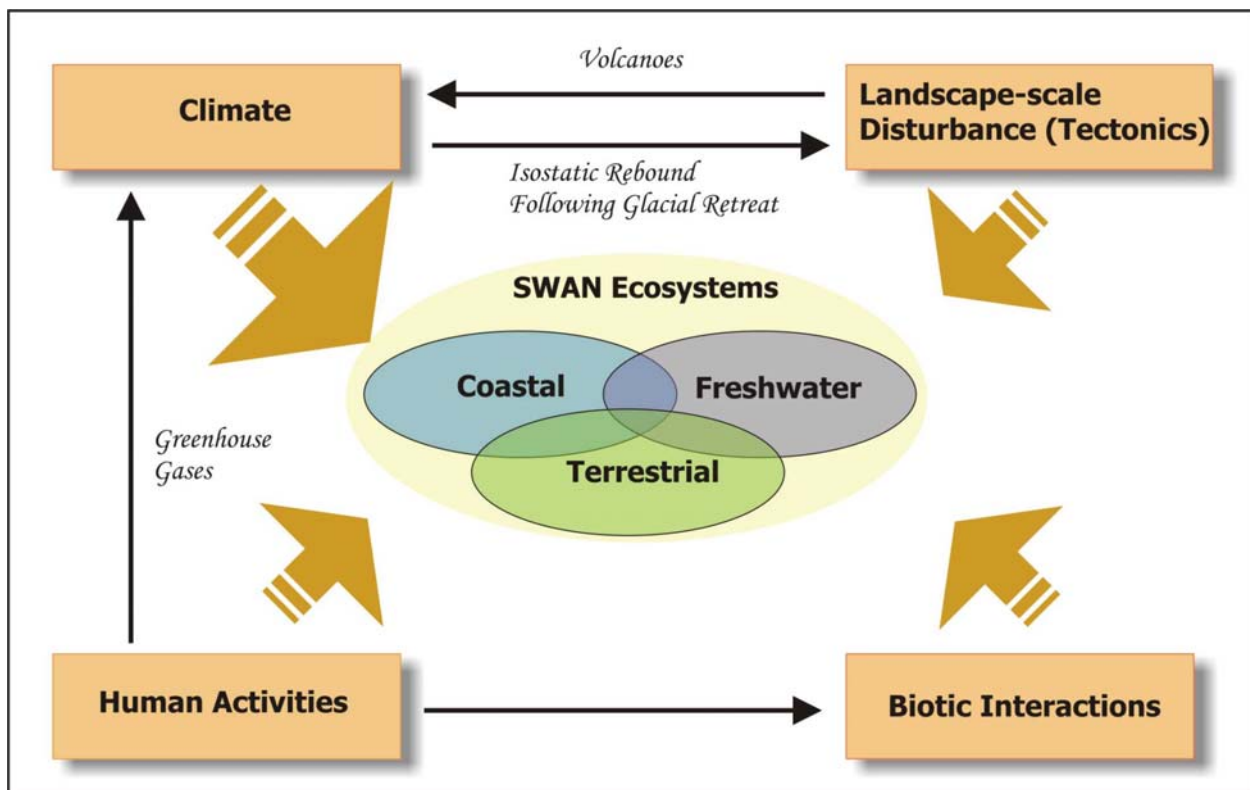 Volcanoes
Climate
Landscape-scale
Disturbance (Tectonics)
Isostatic Rebound
Following Glacial Retreat
SWAN Ecosystems
Coastal
Freshwater
Terrestrial
Greenhouse
Gases
Human Activities
Biotic Interactions